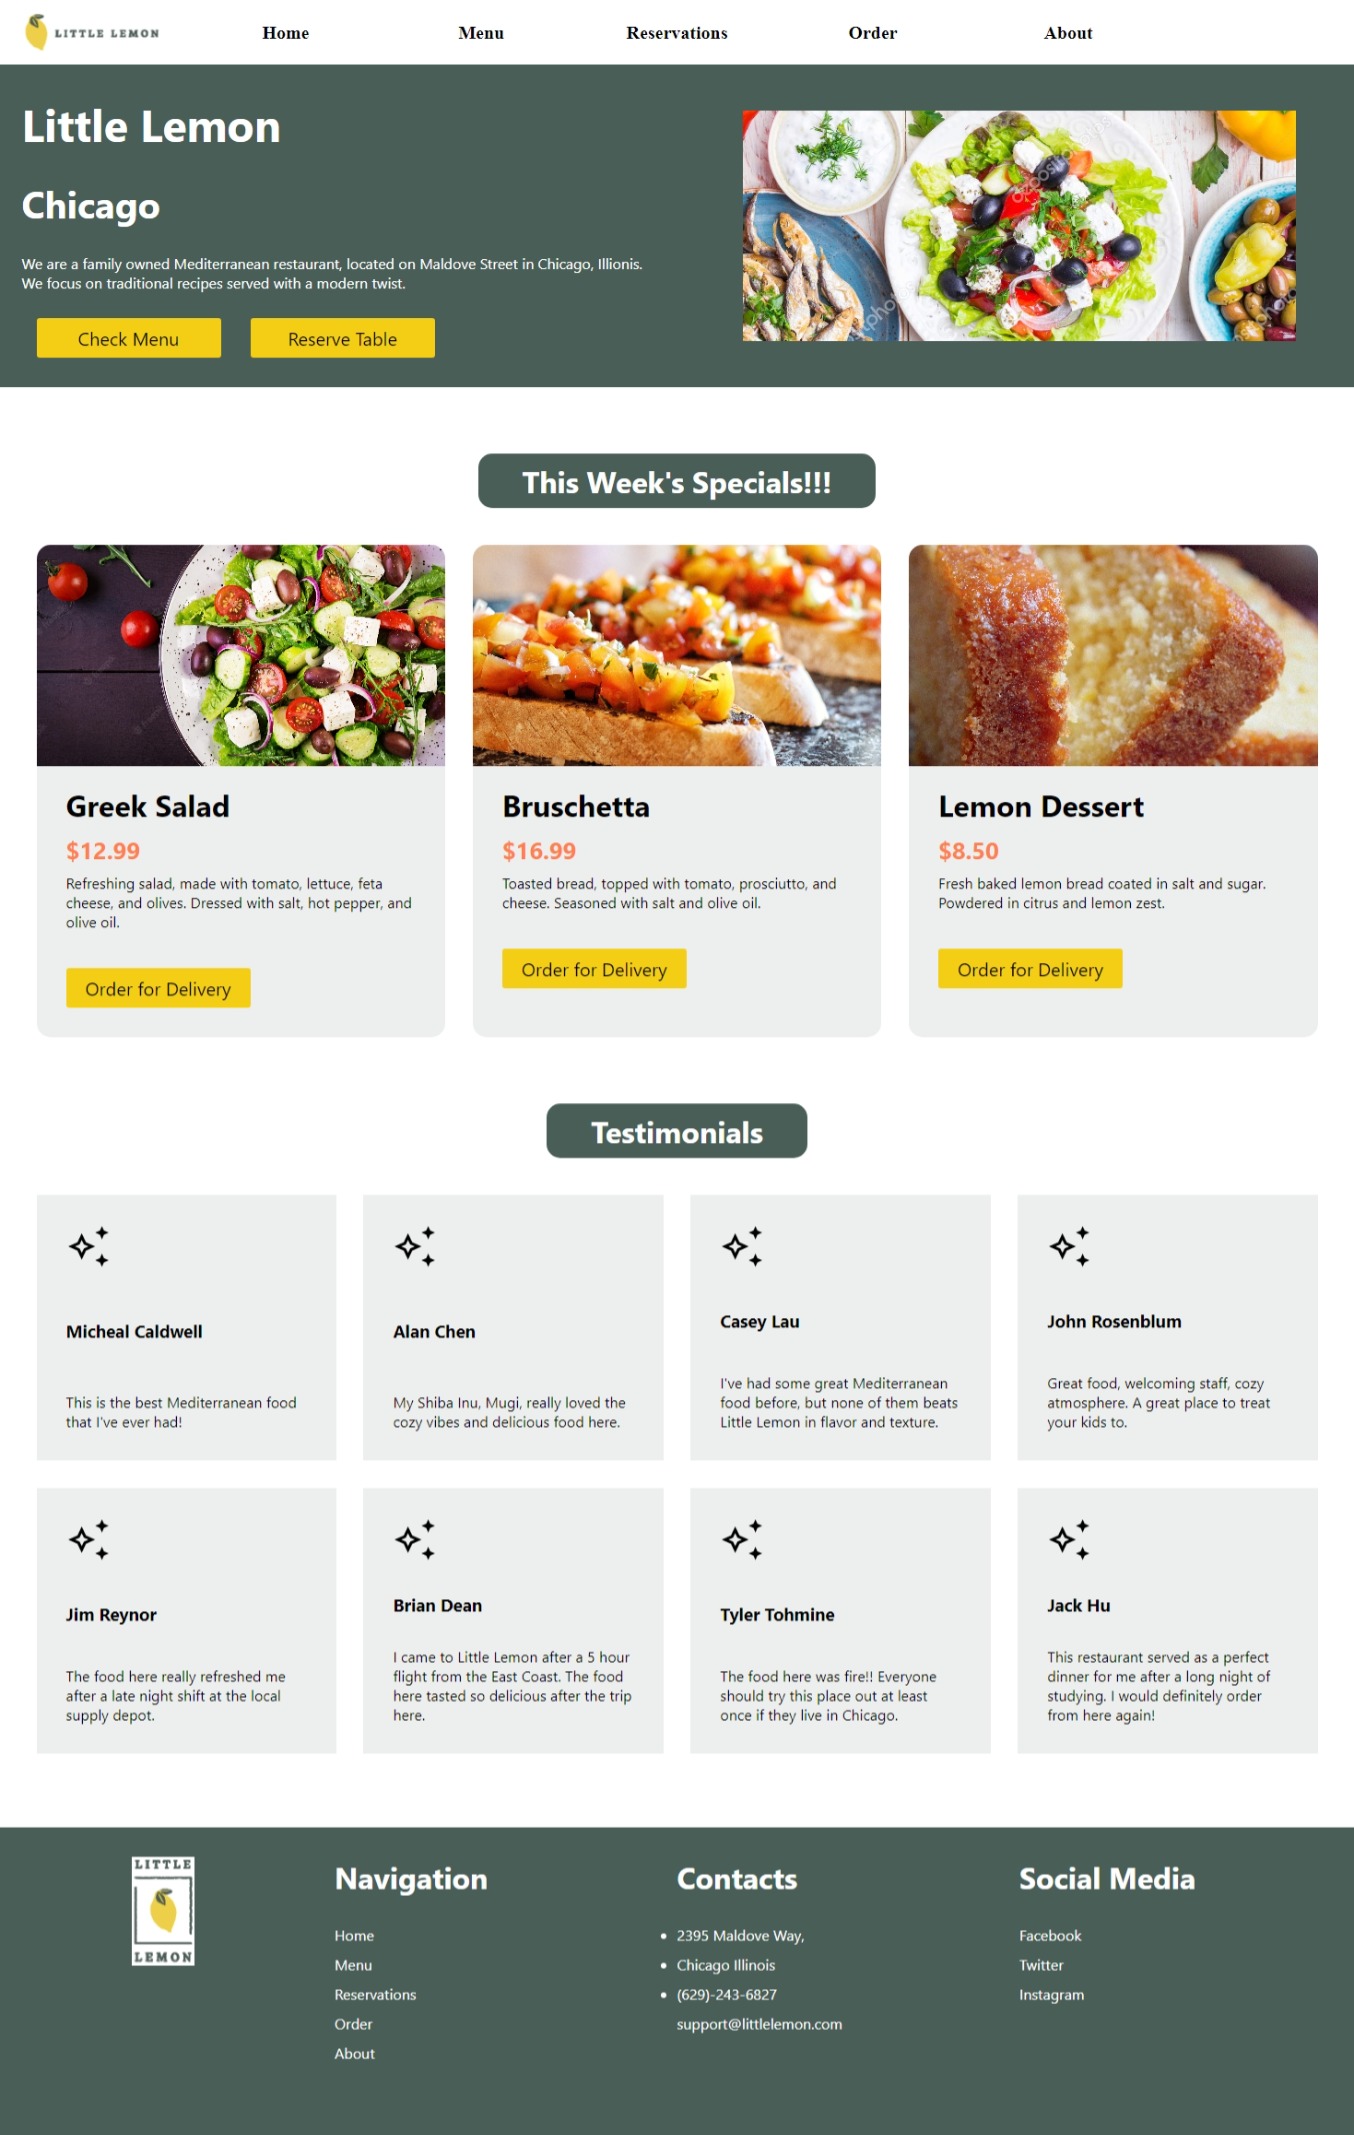 LITTLE LEMON
Home
Menu
Reservations
Order
About
Little Lemon
Chicago
We are a family owned Mediterranean restaurant, located on Maldove Street in Chicago, Illionis.
We focus on traditional recipes served with a modern twist.
Check Menu
Reserve Table
This Week's Specials!!!
Greek Salad
$12.99
Refreshing salad, made with tomato, lettuce, feta
cheese, and olives. Dressed with salt, hot pepper, and
olive oil.
Order for Delivery
Bruschetta
$16.99
Toasted bread, topped with tomato, prosciutto, and
cheese. Seasoned with salt and olive oil.
Order for Delivery
Lemon Dessert
$8.50
Fresh baked lemon bread coated in salt and sugar.
Powdered in citrus and lemon zest.
Order for Delivery
Testimonials
Micheal Caldwell
This is the best Mediterranean food
that I've ever had!
Alan Chen
My Shiba Inu, Mugi, really loved the
cozy vibes and delicious food here.
Casey Lau
I've had some great Mediterranean
food before, but none of them beats
Little Lemon in flavor and texture.
John Rosenblum
Great food, welcoming staff, cozy
atmosphere. A great place to treat
your kids to.
Jim Reynor
The food here really refreshed me
after a late night shift at the local
supply depot.
Brian Dean
I came to Little Lemon after a 5 hour
flight from the East Coast. The food
here tasted so delicious after the trip
here.
Tyler Tohmine
The food here was fire!! Everyone
should try this place out at least
once if they live in Chicago.
Jack Hu
This restaurant served as a perfect
dinner for me after a long night of
studying. I would definitely order
from here again!
LITTLE
LEMON
Navigation
Home
Menu
Reservations
Order
About
Contacts
2395 Maldove Way,
Chicago Illinois
(629)-243-6827
support@littlelemon.com
Social Media
Facebook
Twitter
Instagram